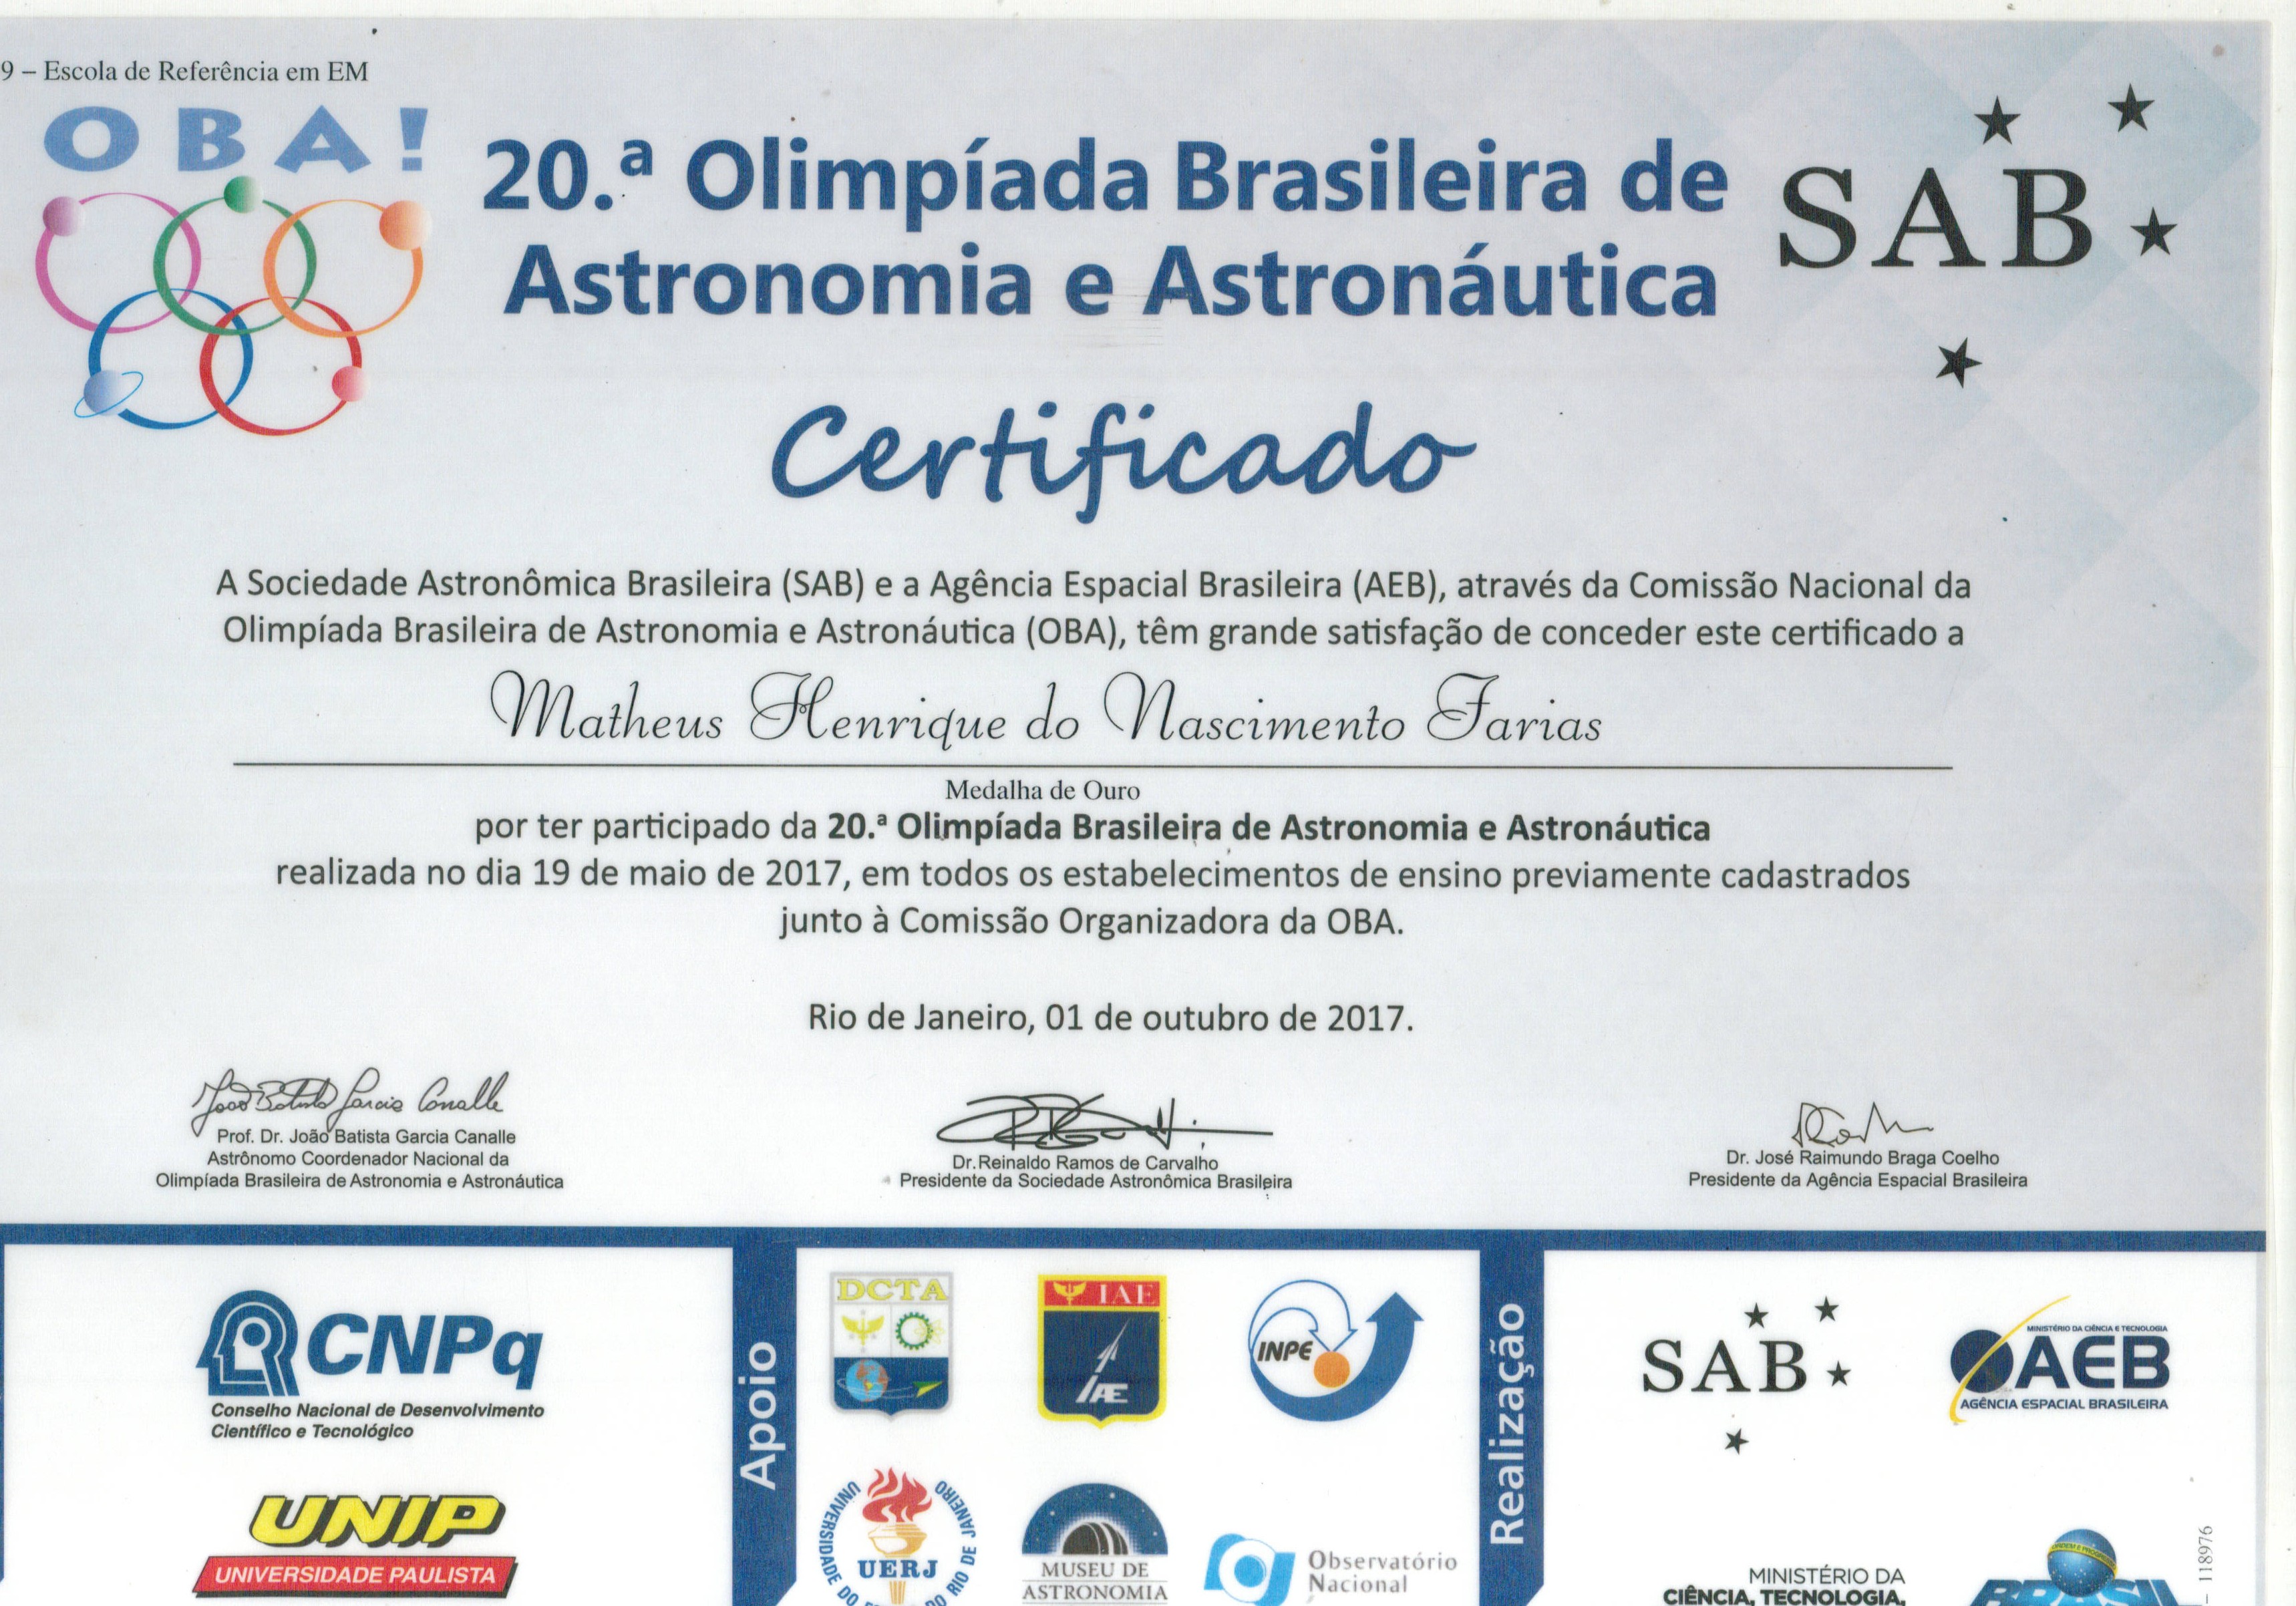 9 – Escola de Referência em EM
OBA!
20.ª Olimpíada Brasileira de
Astronomia e Astronáutica
SAB
Certificado
A Sociedade Astronômica Brasileira (SAB) e a Agência Espacial Brasileira (AEB), através da Comissão Nacional da
Olimpíada Brasileira de Astronomia e Astronáutica (OBA), têm grande satisfação de conceder este certificado a
Matheus Henrique do Nascimento Farias
Medalha de Ouro
por ter participado da 20.ª Olimpíada Brasileira de Astronomia e Astronáutica
realizada no dia 19 de maio de 2017, em todos os estabelecimentos de ensino previamente cadastrados
junto à Comissão Organizadora da OBA.
Rio de Janeiro, 01 de outubro de 2017.
João Batista Garcia Canalle
Prof. Dr. João Batista Garcia Canalle
Astrônomo Coordenador Nacional da
Olimpíada Brasileira de Astronomia e Astronáutica
Dr.Reinaldo Ramos de Carvalho
Presidente da Sociedade Astronômica Brasileira
Dr. José Raimundo Braga Coelho
Presidente da Agência Espacial Brasileira
CNPq
Conselho Nacional de Desenvolvimento
Científico e Tecnológico
UNIP
UNIVERSIDADE PAULISTA
Apoio
DCTA
IAE
IAE
INPE
UNIVERSIDADE DO
DO RIO DE JANEIRO
UERJ
MUSEU DE
ASTRONOMIA
Observatório
Nacional
Realização
SAB
MINISTÉRIO DA CIÊNCIA E TECNOLOGIA
AEB
AGÊNCIA ESPACIAL BRASILEIRA
MINISTÉRIO DA
CIÊNCIA, TECNOLOGIA,
BRASIL
– 118976